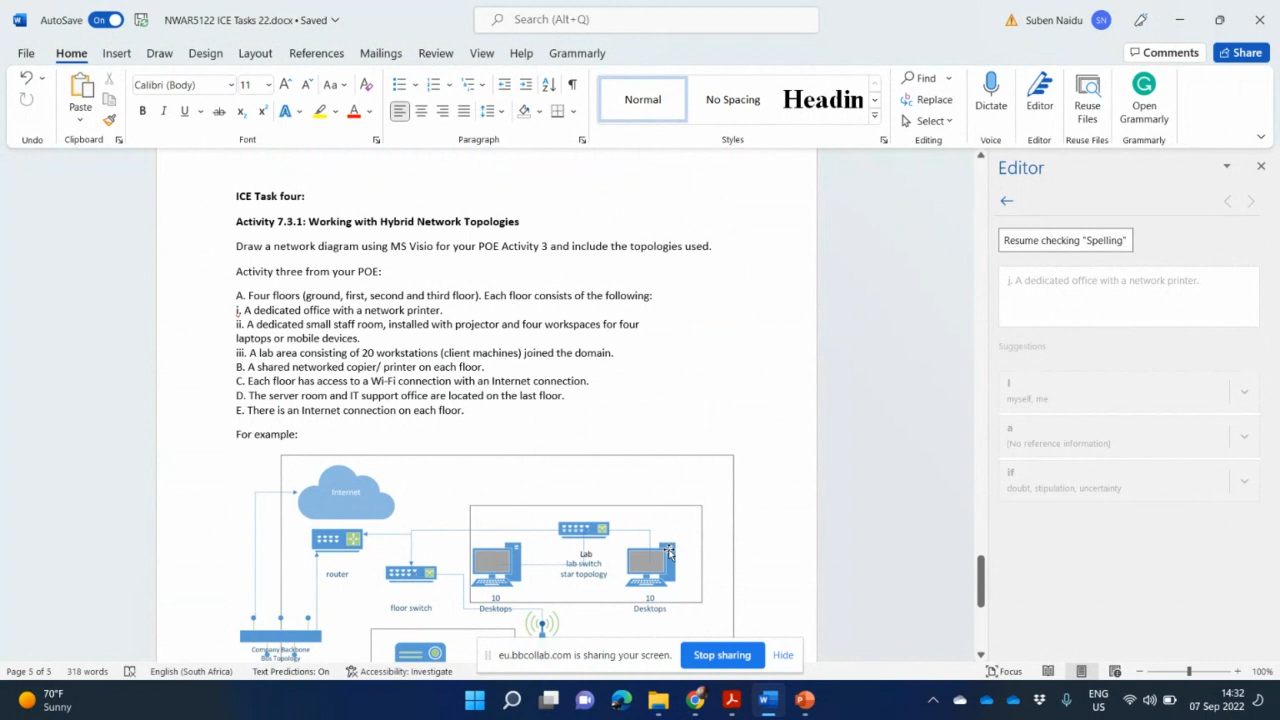 AutoSave On NWAR5122 ICE Tasks 22.docx • Saved Search (Alt+Q) Suben Naidu SN
File Home Insert Draw Design Layout References Mailings Review View Help Grammarly Comments Share
Calibri (Body) 11 Aa
Find
Normal No Spacing Headin
Replace
Select
Paste
Dictate Editor Reuse Files Open Grammarly
Undo Clipboard Font Paragraph Styles Editing Voice Editor Reuse Files Grammarly
ICE Task four:
Activity 7.3.1: Working with Hybrid Network Topologies
Draw a network diagram using MS Visio for your POE Activity 3 and include the topologies used.
Activity three from your POE:
A. Four floors (ground, first, second and third floor). Each floor consists of the following:
i. A dedicated office with a network printer.
ii. A dedicated small staff room, installed with projector and four workspaces for four
laptops or mobile devices.
iii. A lab area consisting of 20 workstations (client machines) joined the domain.
B. A shared networked copier/ printer on each floor.
C. Each floor has access to a Wi-Fi connection with an Internet connection.
D. The server room and IT support office are located on the last floor.
E. There is an Internet connection on each floor.
For example:
Internet
router
floor switch
Lab
lab switch
star topology
10
Desktops
10
Desktops
Company Backbone
Bus Topology
Editor
Resume checking "Spelling"
j. A dedicated office with a network printer.
Suggestions
I
myself, me
a
[No reference information]
if
doubt, stipulation, uncertainty
eu.bbcollab.com is sharing your screen. Stop sharing Hide
Page 5 of 5 318 words English (South Africa) Text Predictions: On Accessibility: Investigate Focus 100%
70°F
Sunny
ENG
US
14:32
07 Sep 2022